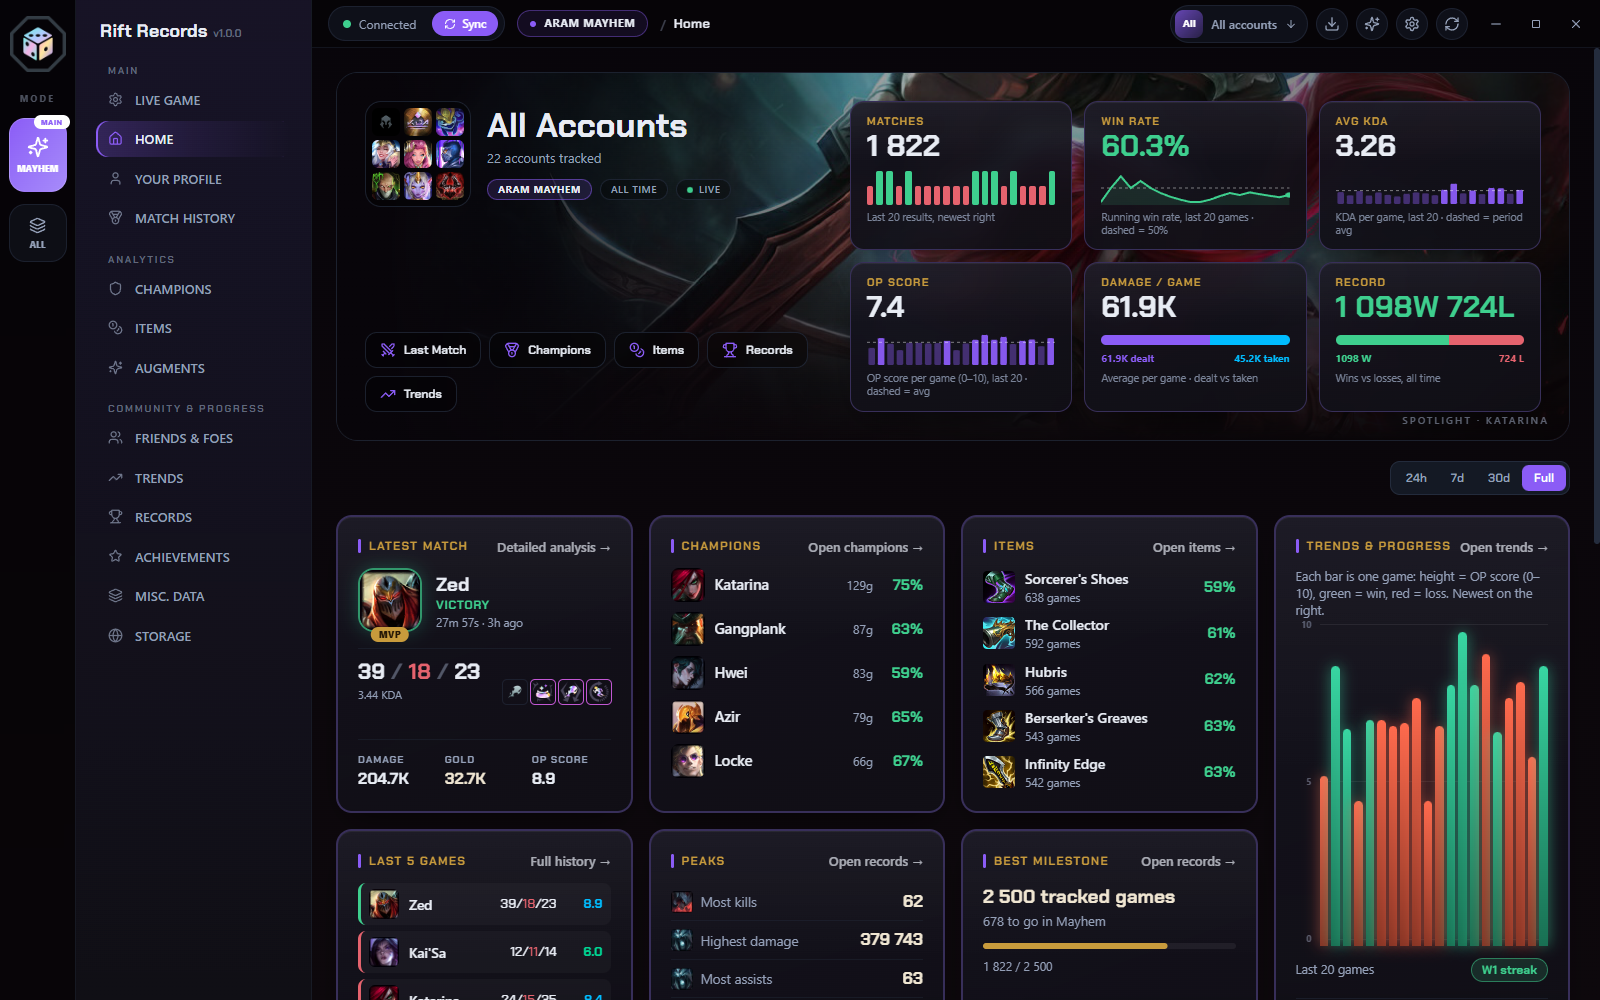 Rift Records v1.0.0
Connected
Sync
ARAM MAYHEM
/ Home
All
All accounts
MODE
MAIN
MAYHEM
ALL
MAIN
LIVE GAME
HOME
YOUR PROFILE
MATCH HISTORY
ANALYTICS
CHAMPIONS
ITEMS
AUGMENTS
COMMUNITY & PROGRESS
FRIENDS & FOES
TRENDS
RECORDS
ACHIEVEMENTS
MISC. DATA
STORAGE
All Accounts
22 accounts tracked
ARAM MAYHEM
ALL TIME
LIVE
Last Match
Champions
Items
Records
Trends
MATCHES
1 822
Last 20 results, newest right
WIN RATE
60.3%
Running win rate, last 20 games ·
dashed = 50%
AVG KDA
3.26
KDA per game, last 20 · dashed = period
avg
OP SCORE
7.4
OP score per game (0–10), last 20 ·
dashed = avg
DAMAGE / GAME
61.9K
61.9K dealt
45.2K taken
Average per game · dealt vs taken
RECORD
1 098W 724L
1098 W
724 L
Wins vs losses, all time
SPOTLIGHT · KATARINA
24h
7d
30d
Full
LATEST MATCH
Detailed analysis →
Zed
VICTORY
27m 57s · 3h ago
MVP
39 / 18 / 23
3.44 KDA
DAMAGE
GOLD
OP SCORE
204.7K
32.7K
8.9
CHAMPIONS
Open champions →
Katarina 129g 75%
Gangplank 87g 63%
Hwei 83g 59%
Azir 79g 65%
Locke 66g 67%
ITEMS
Open items →
Sorcerer's Shoes
638 games
59%
The Collector
592 games
61%
Hubris
566 games
62%
Berserker's Greaves
543 games
63%
Infinity Edge
542 games
63%
TRENDS & PROGRESS
Open trends →
Each bar is one game: height = OP score (0–
10), green = win, red = loss. Newest on the
right.
10
5
0
Last 20 games
W1 streak
LAST 5 GAMES
Full history →
Zed 39/18/23 8.9
Kai'Sa 12/11/14 6.0
Katarina 24/15/35 8.4
PEAKS
Open records →
Most kills 62
Highest damage 379 743
Most assists 63
BEST MILESTONE
Open records →
2 500 tracked games
678 to go in Mayhem
1 822 / 2 500